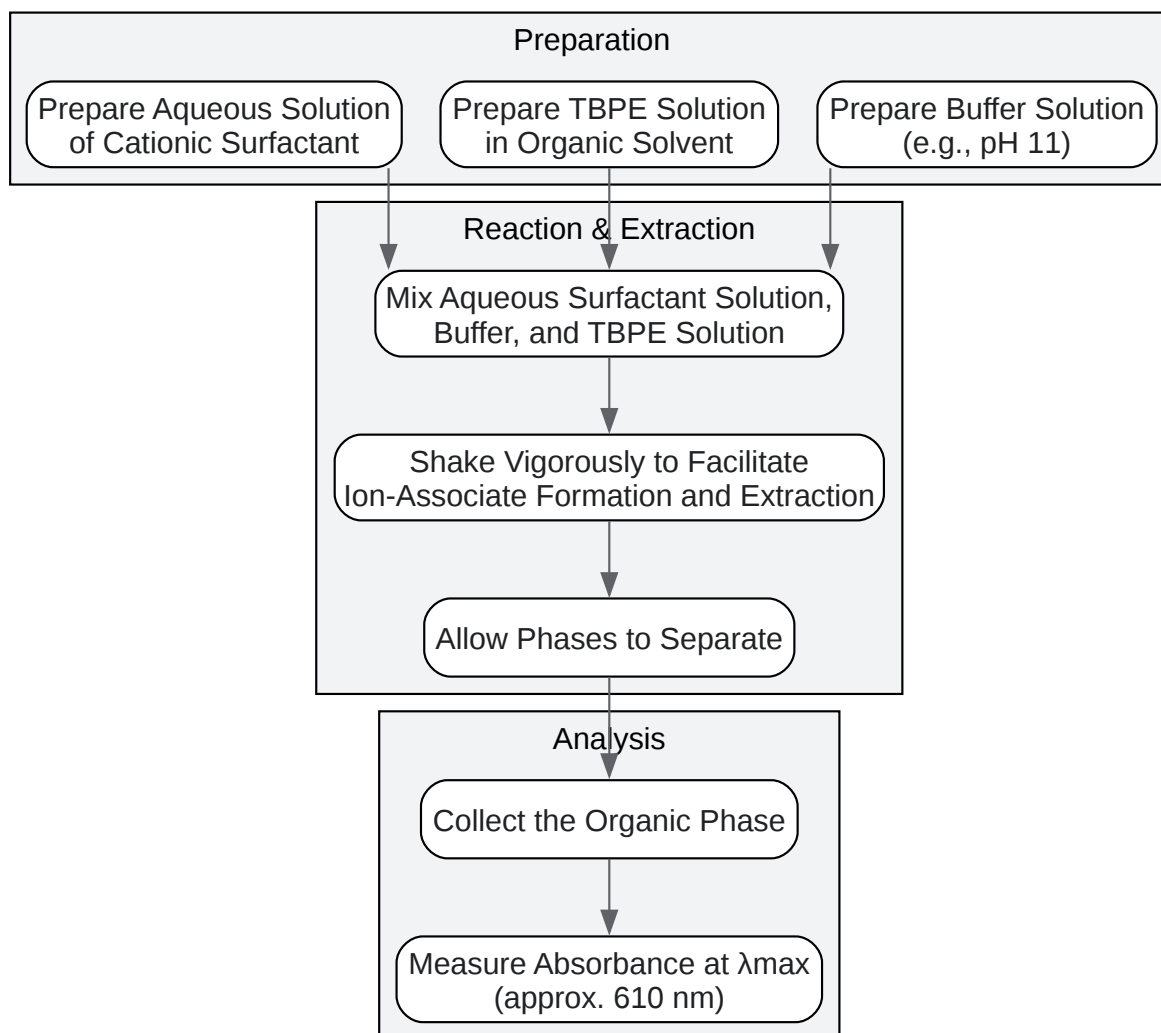 Preparation
Prepare Aqueous Solution
of Cationic Surfactant
Prepare TBPE Solution
in Organic Solvent
Prepare Buffer Solution
(e.g., pH 11)
Reaction & Extraction
Mix Aqueous Surfactant Solution,
Buffer, and TBPE Solution
Shake Vigorously to Facilitate
Ion-Associate Formation and Extraction
Allow Phases to Separate
Analysis
Collect the Organic Phase
Measure Absorbance at λmax
(approx. 610 nm)